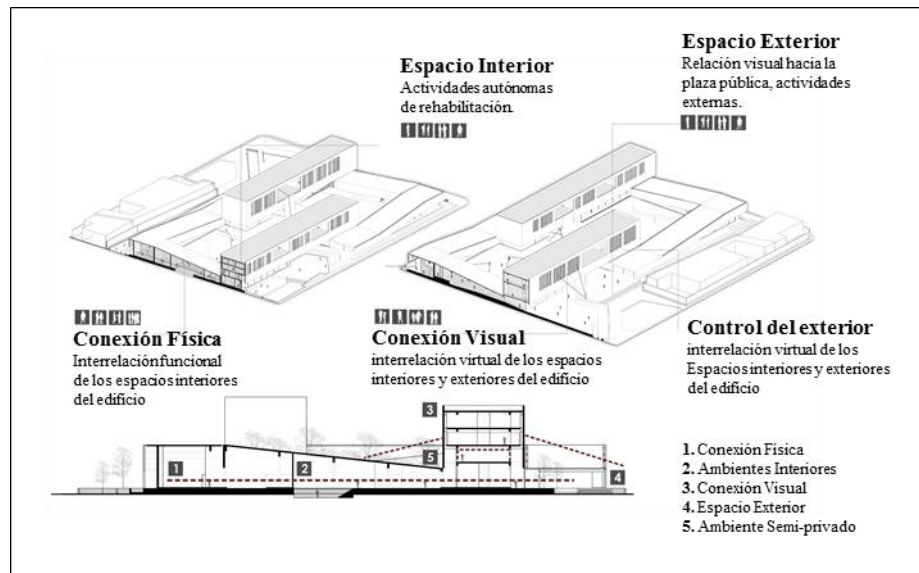 Espacio Interior
Actividades autónomas
de rehabilitación.
Espacio Exterior
Relación visual hacia la
plaza pública, actividades
externas.
Conexión Física
Interrelación funcional
de los espacios interiores
del edificio
Conexión Visual
interrelación virtual de los espacios
interiores y exteriores del edificio
Control del exterior
interrelación virtual de los
Espacios interiores y exteriores
del edificio
3
1
2
5
4
1. Conexión Física
2. Ambientes Interiores
3. Conexión Visual
4. Espacio Exterior
5. Ambiente Semi-privado